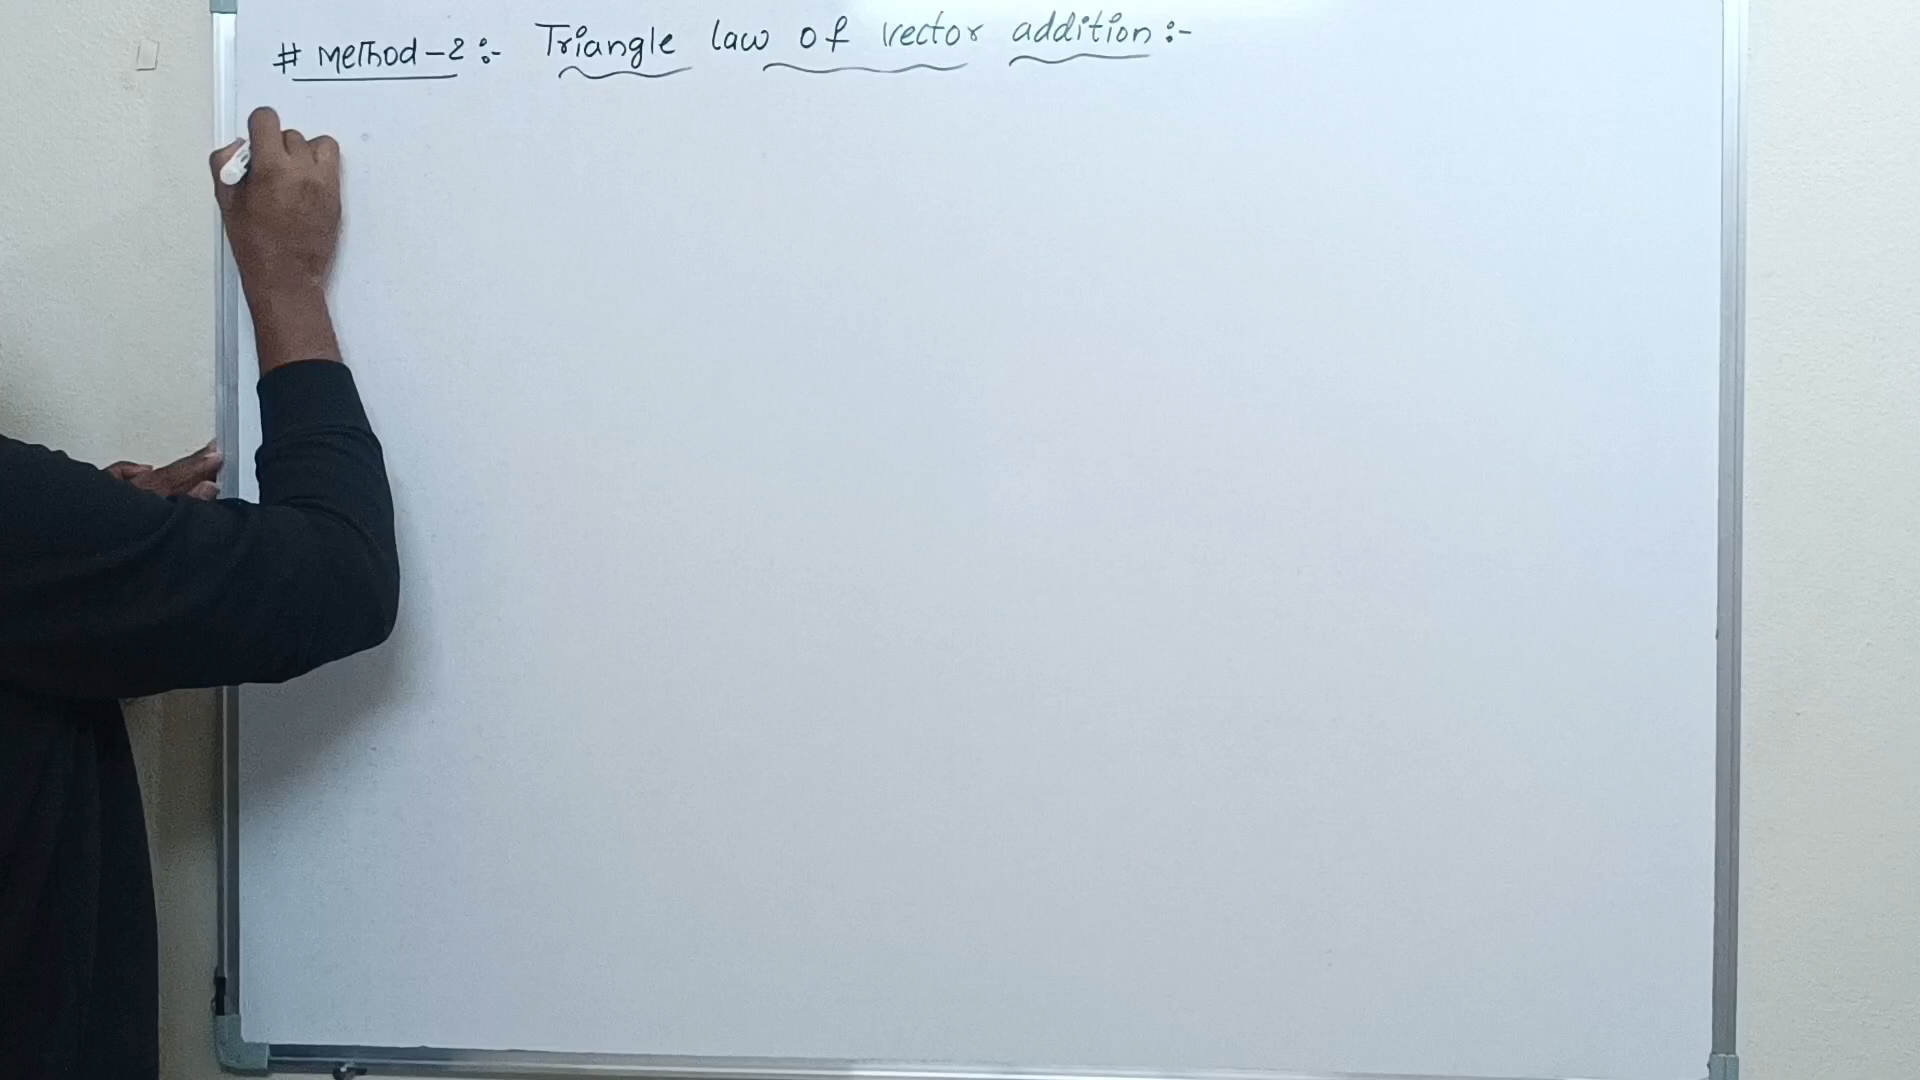 # Method-2:- Triangle law of vector addition:-